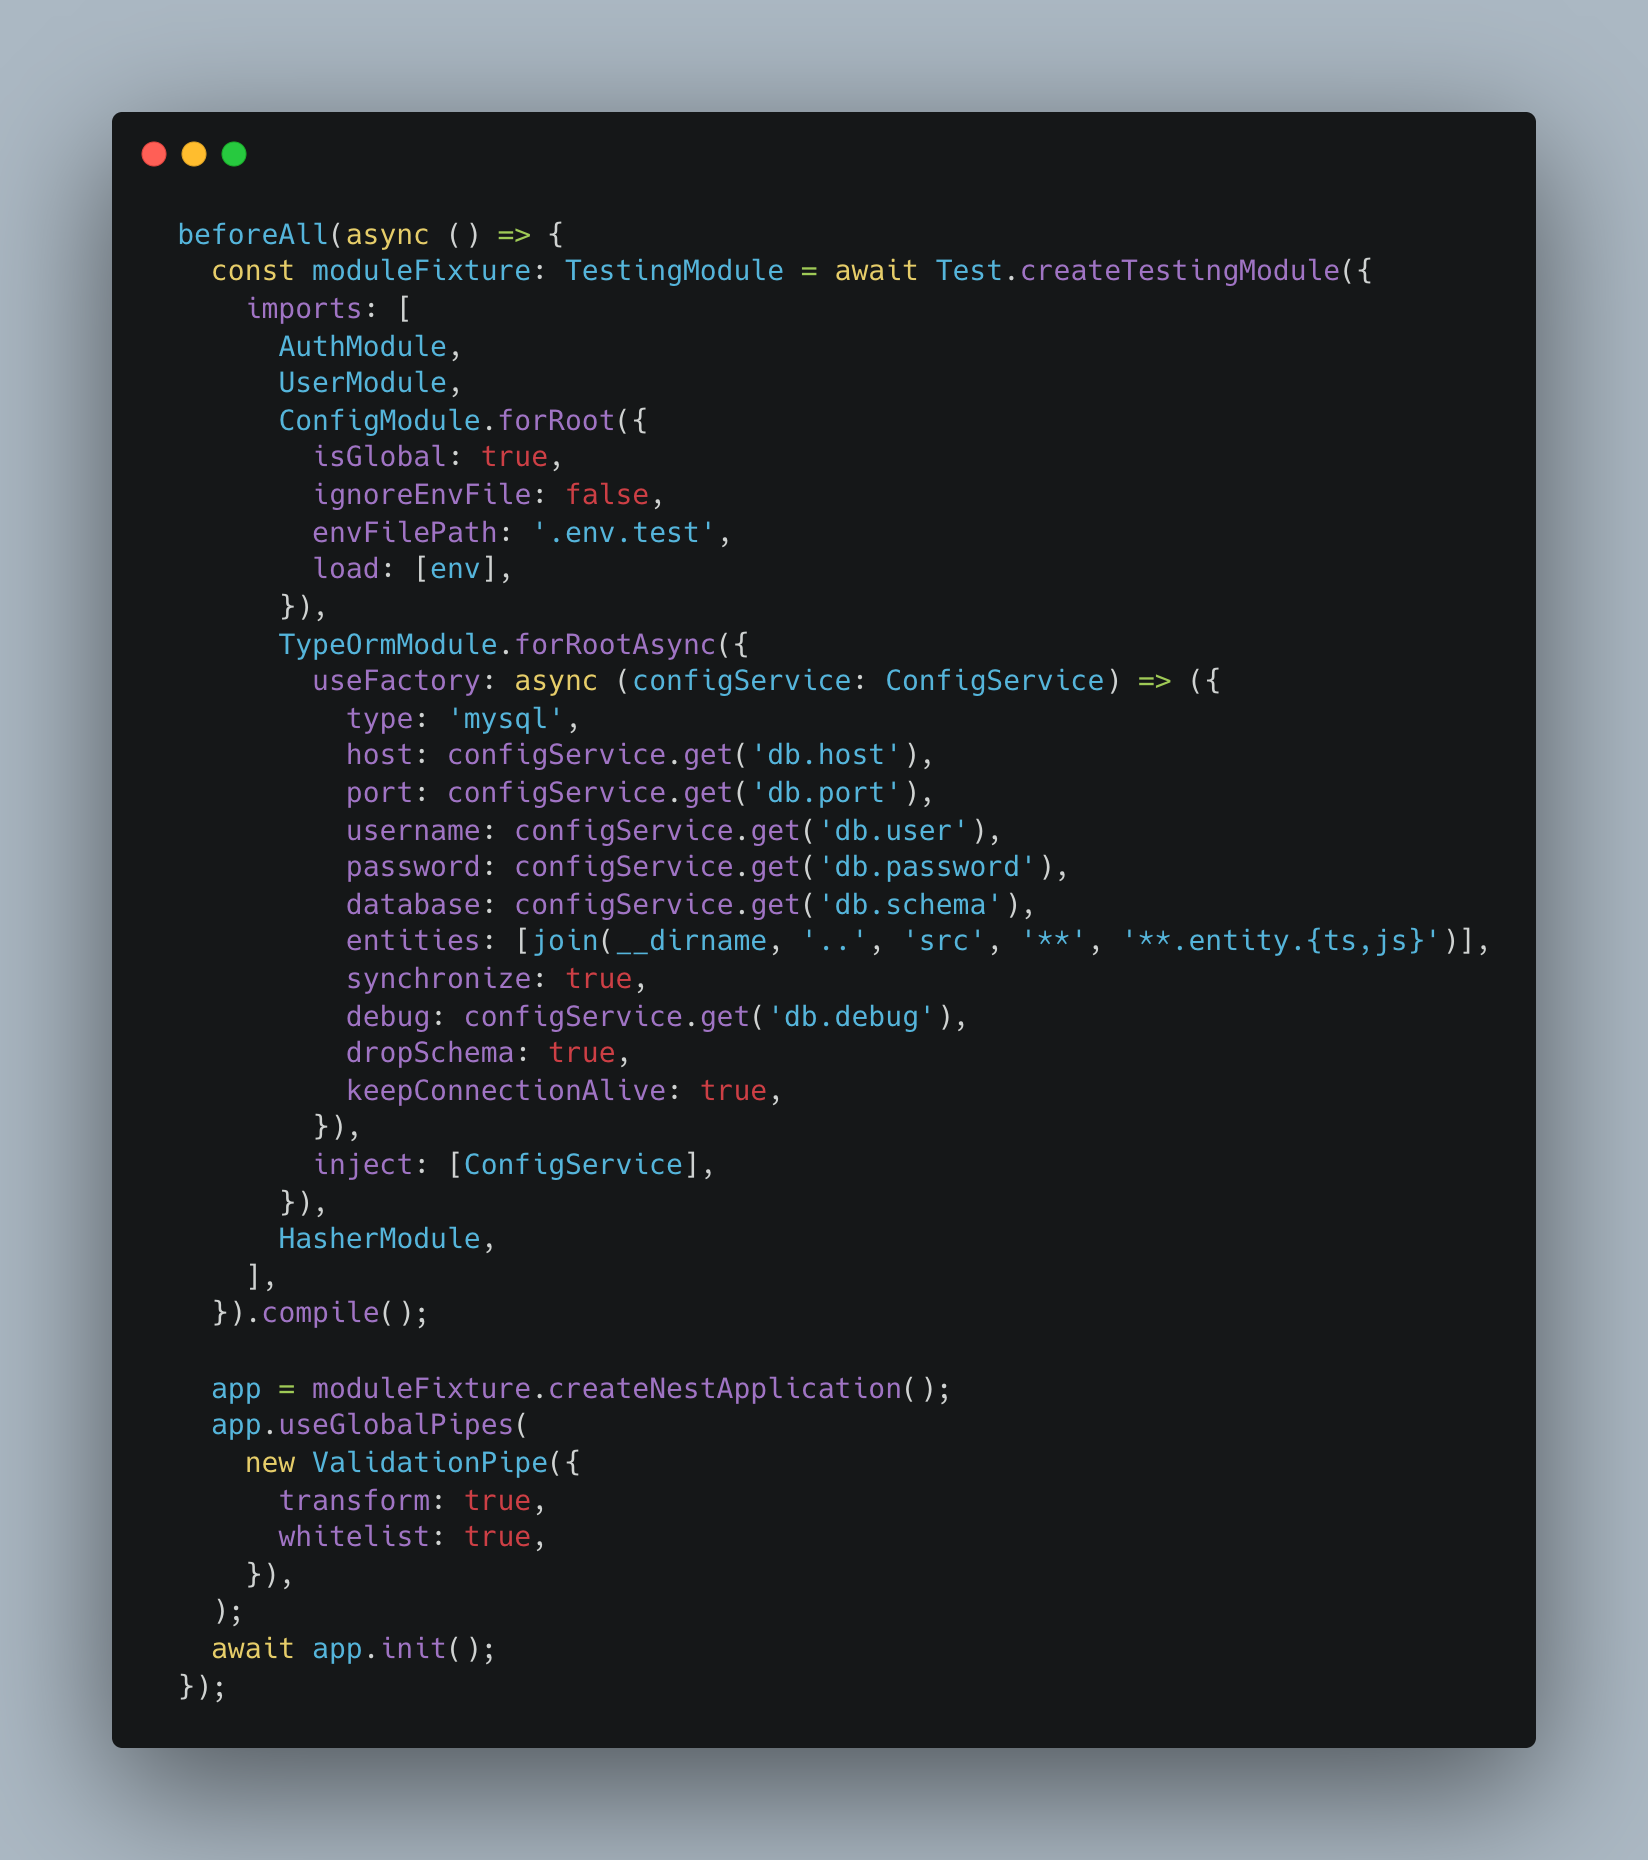 beforeAll(async () => {
  const moduleFixture: TestingModule = await Test.createTestingModule({
    imports: [
      AuthModule,
      UserModule,
      ConfigModule.forRoot({
        isGlobal: true,
        ignoreEnvFile: false,
        envFilePath: '.env.test',
        load: [env],
      }),
      TypeOrmModule.forRootAsync({
        useFactory: async (configService: ConfigService) => ({
          type: 'mysql',
          host: configService.get('db.host'),
          port: configService.get('db.port'),
          username: configService.get('db.user'),
          password: configService.get('db.password'),
          database: configService.get('db.schema'),
          entities: [join(__dirname, '..', 'src', '**', '**.entity.{ts,js}')],
          synchronize: true,
          debug: configService.get('db.debug'),
          dropSchema: true,
          keepConnectionAlive: true,
        }),
        inject: [ConfigService],
      }),
      HasherModule,
    ],
  }).compile();

  app = moduleFixture.createNestApplication();
  app.useGlobalPipes(
    new ValidationPipe({
      transform: true,
      whitelist: true,
    }),
  );
  await app.init();
});